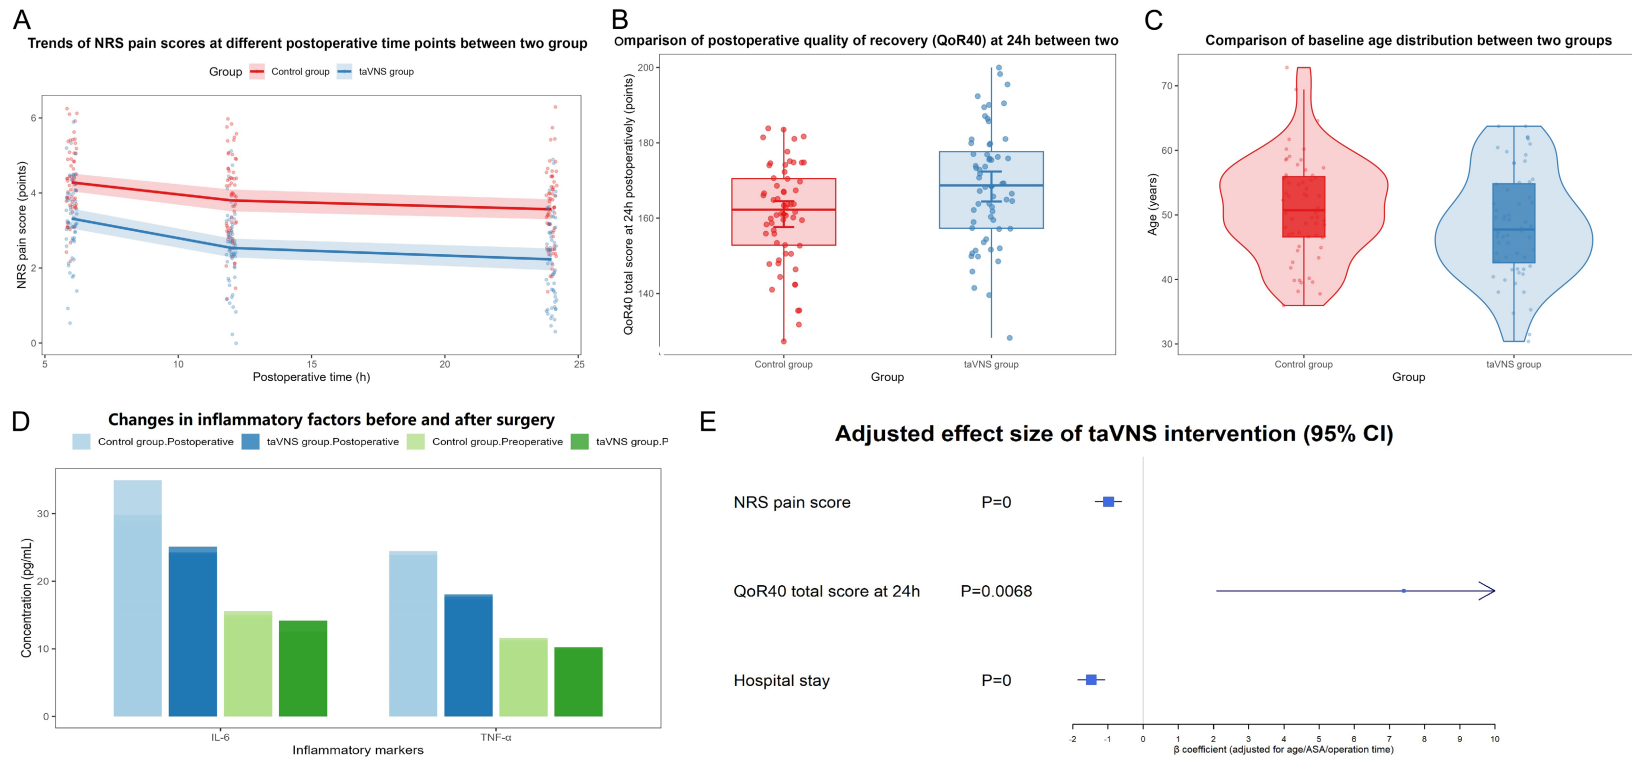 A
Trends of NRS pain scores at different postoperative time points between two group
Group Control group taVNS group
NRS pain score (points)
6
4
2
0
5 10 15 20 25
Postoperative time (h)
B
omparison of postoperative quality of recovery (QoR40) at 24h between two
QoR40 total score at 24h postoperatively (points)
200
180
160
140
Control group taVNS group
Group
C
Comparison of baseline age distribution between two groups
Age (years)
70
60
50
40
30
Control group taVNS group
Group
D
Changes in inflammatory factors before and after surgery
Control group.Postoperative taVNS group.Postoperative Control group.Preoperative taVNS group.P
Concentration (pg/mL)
30
20
10
0
IL-6 TNF-α
Inflammatory markers
E
Adjusted effect size of taVNS intervention (95% CI)
NRS pain score P=0
QoR40 total score at 24h P=0.0068
Hospital stay P=0
-2 -1 0 1 2 3 4 5 6 7 8 9 10
β coefficient (adjusted for age/ASA/operation time)